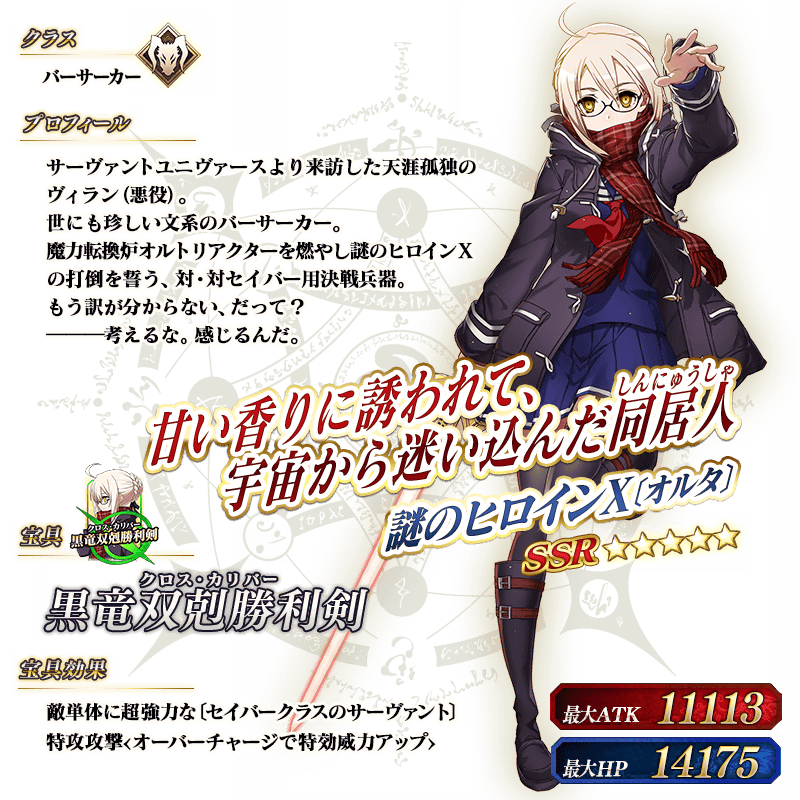 クラス
バーサーカー
プロフィール
サーヴァントユニヴァースより来訪した天涯孤独の
ヴィラン(悪役)。
世にも珍しい文系のバーサーカー。
魔力転換炉オルトリアクターを燃やし謎のヒロインX
の打倒を誓う、対・対セイバー用決戦兵器。
もう訳が分からない、だって?
――――考えるな。感じるんだ。
甘い香りに誘われて、
しんにゅうしゃ
宇宙から迷い込んだ同居人
謎のヒロインX〔オルタ〕
SSR ★★★★★
宝具
クロス・カリバー
黒竜双剋勝利剣
クロス・カリバー
黒竜双剋勝利剣
宝具効果
敵単体に超強力な〔セイバークラスのサーヴァント〕
特攻攻撃<オーバーチャージで特効威力アップ>
最大ATK 11113
最大HP 14175